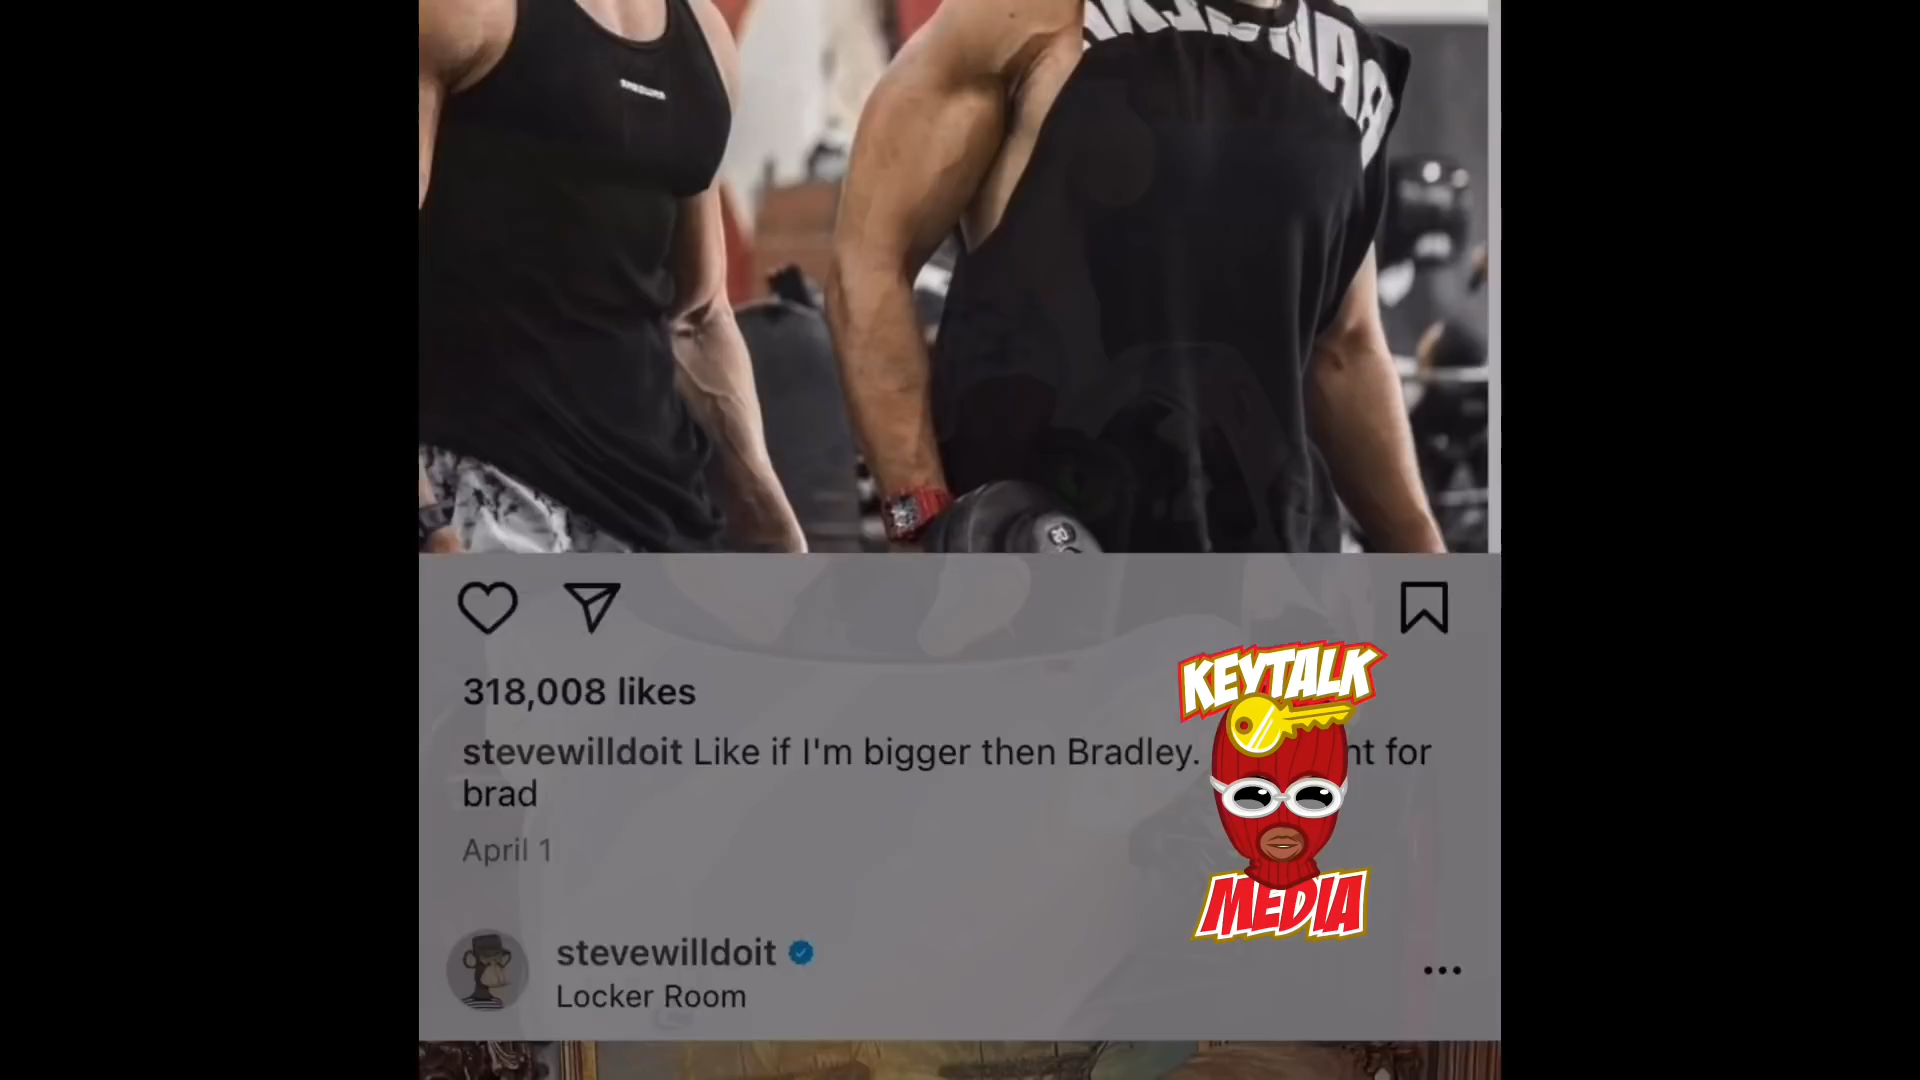 318,008 likes
stevewilldoit Like if I'm bigger then Bradley. nt for
brad
April 1
KEYTALK
MEDIA
stevewilldoit
Locker Room